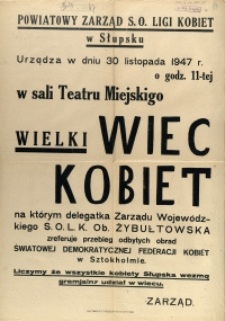 POWIATOWY ZARZĄD S. O. LIGI KOBIET
w Słupsku
Urządza w dniu 30 listopada 1947 r.
o godz. 11-tej
w sali Teatru Miejskiego
WIELKI WIEC
KOBIET
na którym delegatka Zarządu Wojewódz-
kiego S. O. L. K. Ob. ŻYBUŁTOWSKA
zreferuje przebieg odbytych obrad
ŚWIATOWEJ DEMOKRATYCZNEJ FEDERACJI KOBIET
w Sztokholmie.
Liczymy że wszystkie kobiety Słupska wezmą
gremjalny udział w wiecu.
ZARZĄD.